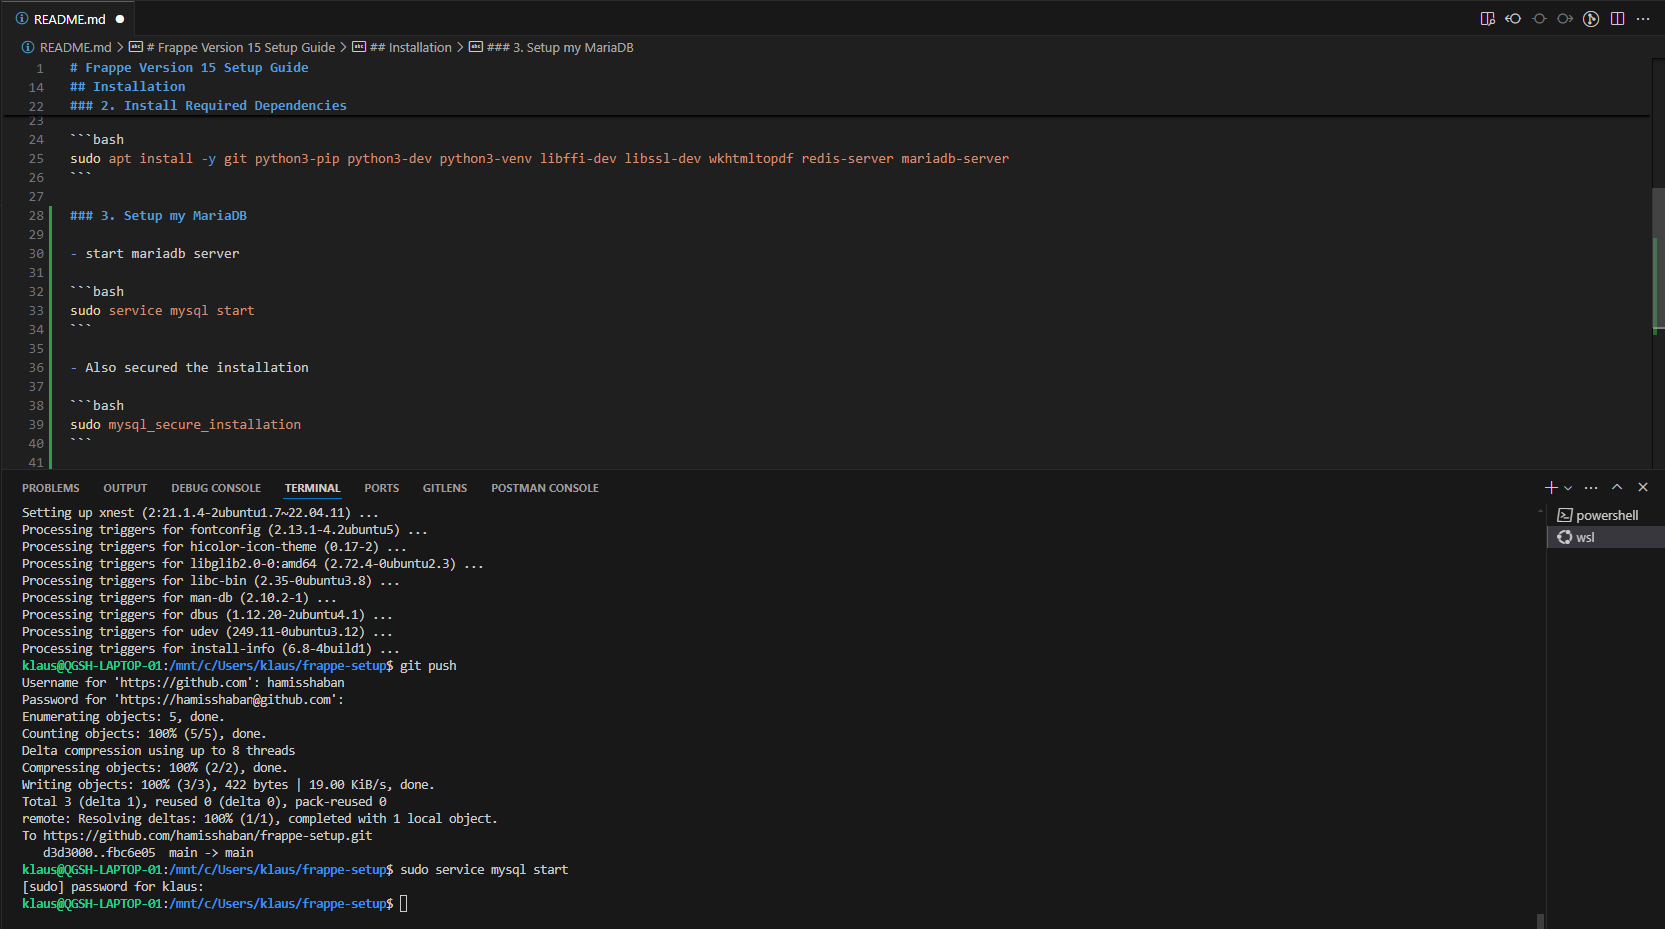 README.md
README.md > # Frappe Version 15 Setup Guide > ## Installation > ### 3. Setup my MariaDB
1 # Frappe Version 15 Setup Guide
14 ## Installation
22 ### 2. Install Required Dependencies
23
24 ```bash
25 sudo apt install -y git python3-pip python3-dev python3-venv libffi-dev libssl-dev wkhtmltopdf redis-server mariadb-server
26 ```
27
28 ### 3. Setup my MariaDB
29
30 - start mariadb server
31
32 ```bash
33 sudo service mysql start
34 ```
35
36 - Also secured the installation
37
38 ```bash
39 sudo mysql_secure_installation
40 ```
41
PROBLEMS OUTPUT DEBUG CONSOLE TERMINAL PORTS GITLENS POSTMAN CONSOLE
powershell
wsl
Setting up xnest (2:21.1.4-2ubuntu1.7~22.04.11) ...
Processing triggers for fontconfig (2.13.1-4.2ubuntu5) ...
Processing triggers for hicolor-icon-theme (0.17-2) ...
Processing triggers for libglib2.0-0:amd64 (2.72.4-0ubuntu2.3) ...
Processing triggers for libc-bin (2.35-0ubuntu3.8) ...
Processing triggers for man-db (2.10.2-1) ...
Processing triggers for dbus (1.12.20-2ubuntu4.1) ...
Processing triggers for udev (249.11-0ubuntu3.12) ...
Processing triggers for install-info (6.8-4build1) ...
klaus@QGSH-LAPTOP-01:/mnt/c/Users/klaus/frappe-setup$ git push
Username for 'https://github.com': hamisshaban
Password for 'https://hamisshaban@github.com':
Enumerating objects: 5, done.
Counting objects: 100% (5/5), done.
Delta compression using up to 8 threads
Compressing objects: 100% (2/2), done.
Writing objects: 100% (3/3), 422 bytes | 19.00 KiB/s, done.
Total 3 (delta 1), reused 0 (delta 0), pack-reused 0
remote: Resolving deltas: 100% (1/1), completed with 1 local object.
To https://github.com/hamisshaban/frappe-setup.git
d3d3000..fbc6e05 main -> main
klaus@QGSH-LAPTOP-01:/mnt/c/Users/klaus/frappe-setup$ sudo service mysql start
[sudo] password for klaus:
klaus@QGSH-LAPTOP-01:/mnt/c/Users/klaus/frappe-setup$